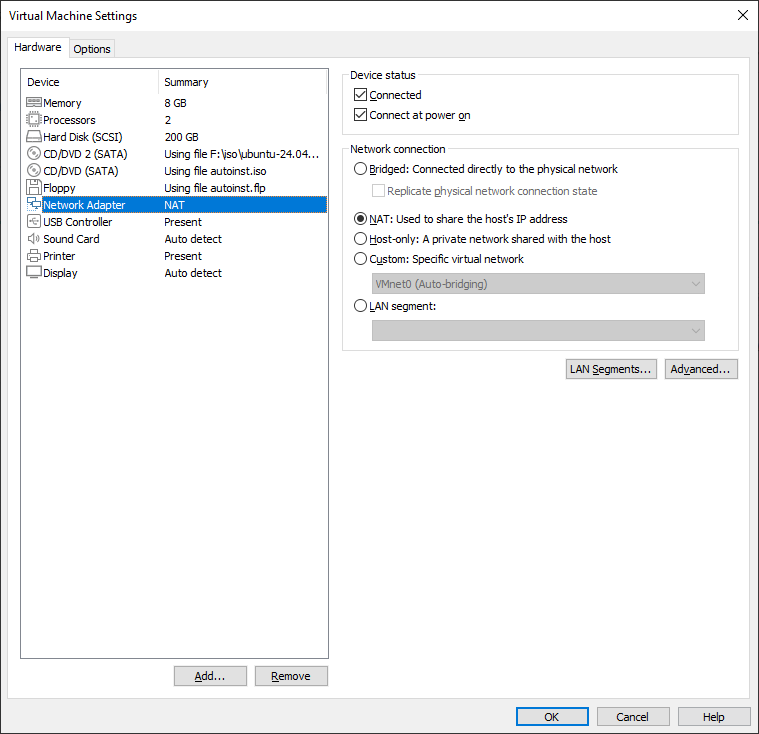 Virtual Machine Settings
Hardware Options
Device Summary
Memory 8 GB
Processors 2
Hard Disk (SCSI) 200 GB
CD/DVD 2 (SATA) Using file F:\iso\ubuntu-24.04...
CD/DVD (SATA) Using file autoinst.iso
Floppy Using file autoinst.flp
Network Adapter NAT
USB Controller Present
Sound Card Auto detect
Printer Present
Display Auto detect
Add...
Remove
Device status
Connected
Connect at power on
Network connection
Bridged: Connected directly to the physical network
Replicate physical network connection state
NAT: Used to share the host's IP address
Host-only: A private network shared with the host
Custom: Specific virtual network
VMnet0 (Auto-bridging)
LAN segment:
LAN Segments... Advanced...
OK Cancel Help